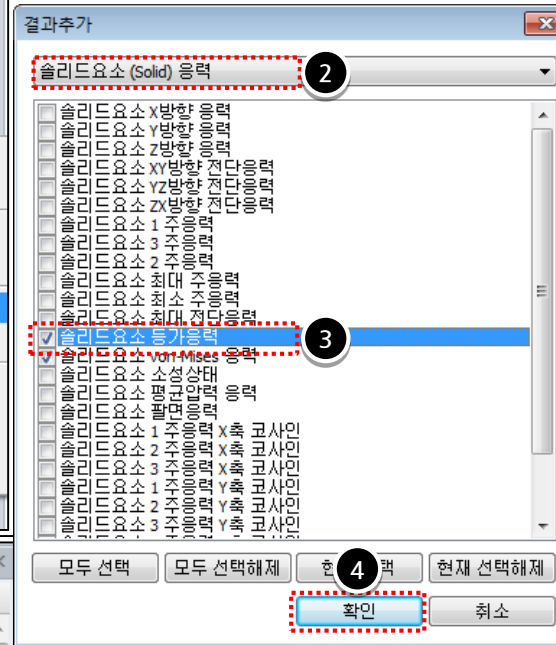 결과추가
솔리드요소 (Solid) 응력
2
솔리드요소 X방향 응력
솔리드요소 Y방향 응력
솔리드요소 Z방향 응력
솔리드요소 XY방향 전단응력
솔리드요소 YZ방향 전단응력
솔리드요소 ZX방향 전단응력
솔리드요소 1 주응력
솔리드요소 3 주응력
솔리드요소 2 주응력
솔리드요소 최대 주응력
솔리드요소 최소 주응력
솔리드요소 최대 전단응력
솔리드요소 등가응력
3
솔리드요소 von-Mises 응력
솔리드요소 소성상태
솔리드요소 평균압력 응력
솔리드요소 팔면응력
솔리드요소 1 주응력 X축 코사인
솔리드요소 2 주응력 X축 코사인
솔리드요소 3 주응력 X축 코사인
솔리드요소 1 주응력 Y축 코사인
솔리드요소 2 주응력 Y축 코사인
솔리드요소 3 주응력 Y축 코사인
모두 선택 모두 선택해제 4 현재 선택해제
확인 취소